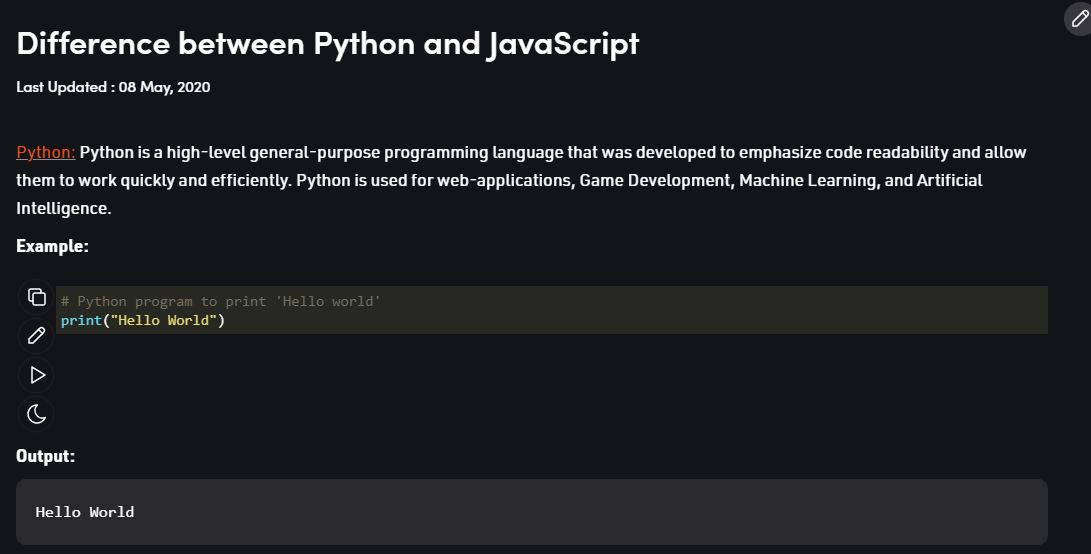 Difference between Python and JavaScript
Last Updated : 08 May, 2020
Python: Python is a high-level general-purpose programming language that was developed to emphasize code readability and allow
them to work quickly and efficiently. Python is used for web-applications, Game Development, Machine Learning, and Artificial
Intelligence.
Example:
# Python program to print 'Hello world'
print("Hello World")
Output:
Hello World